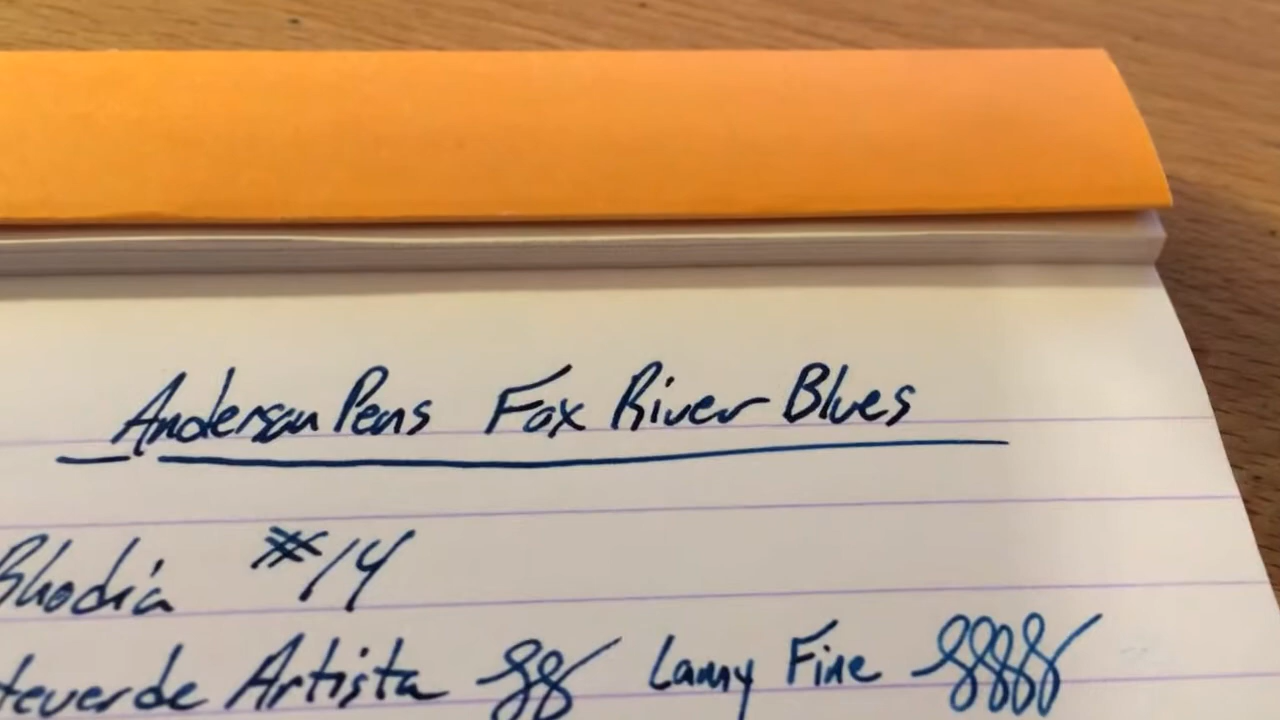 Anderson Pens Fox River Blues
Rhodia #14
teverde Artista Lamy Fine